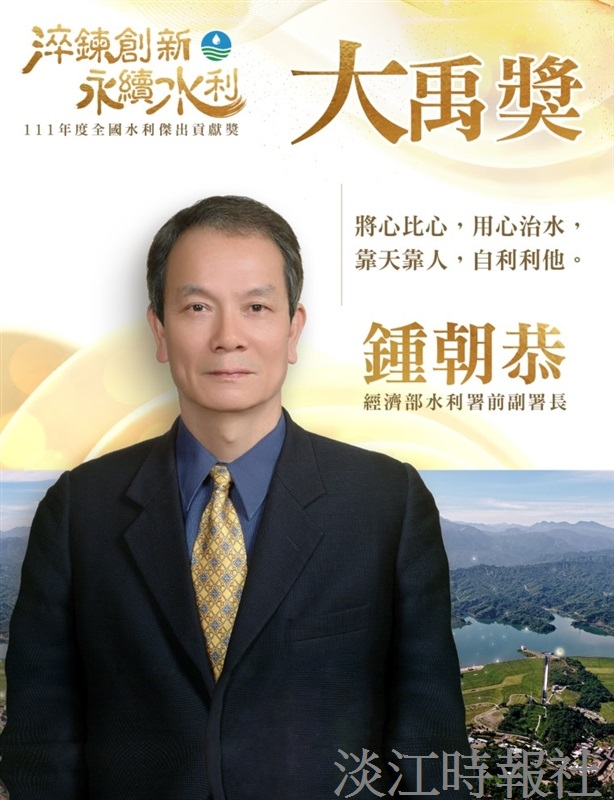 淬鍊創新
永續水利
111年度全國水利傑出貢獻獎
大禹獎
將心比心，用心治水，
靠天靠人，自利利他。
鍾朝恭
經濟部水利署前副署長
淡江時報社